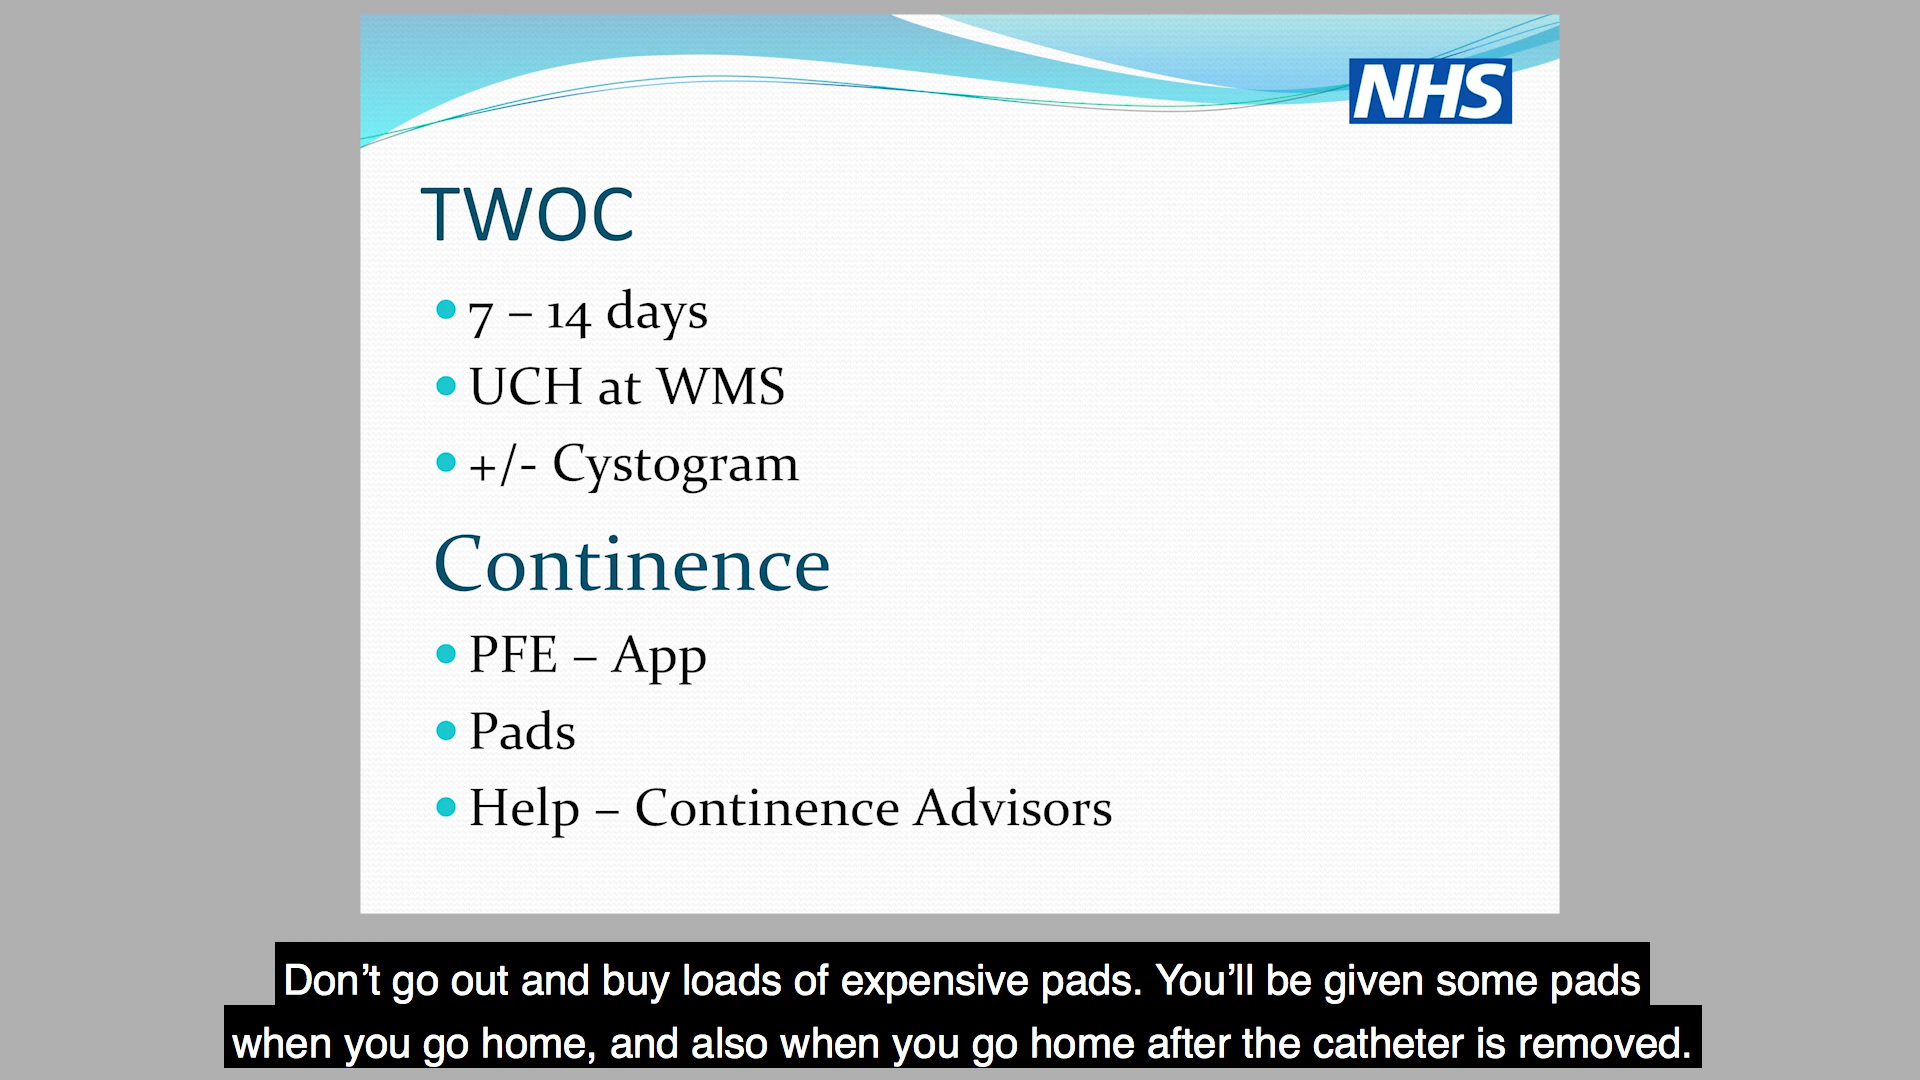 NHS
TWOC
7 – 14 days
UCH at WMS
+/- Cystogram
Continence
PFE – App
Pads
Help – Continence Advisors
Don’t go out and buy loads of expensive pads. You’ll be given some pads
when you go home, and also when you go home after the catheter is removed.